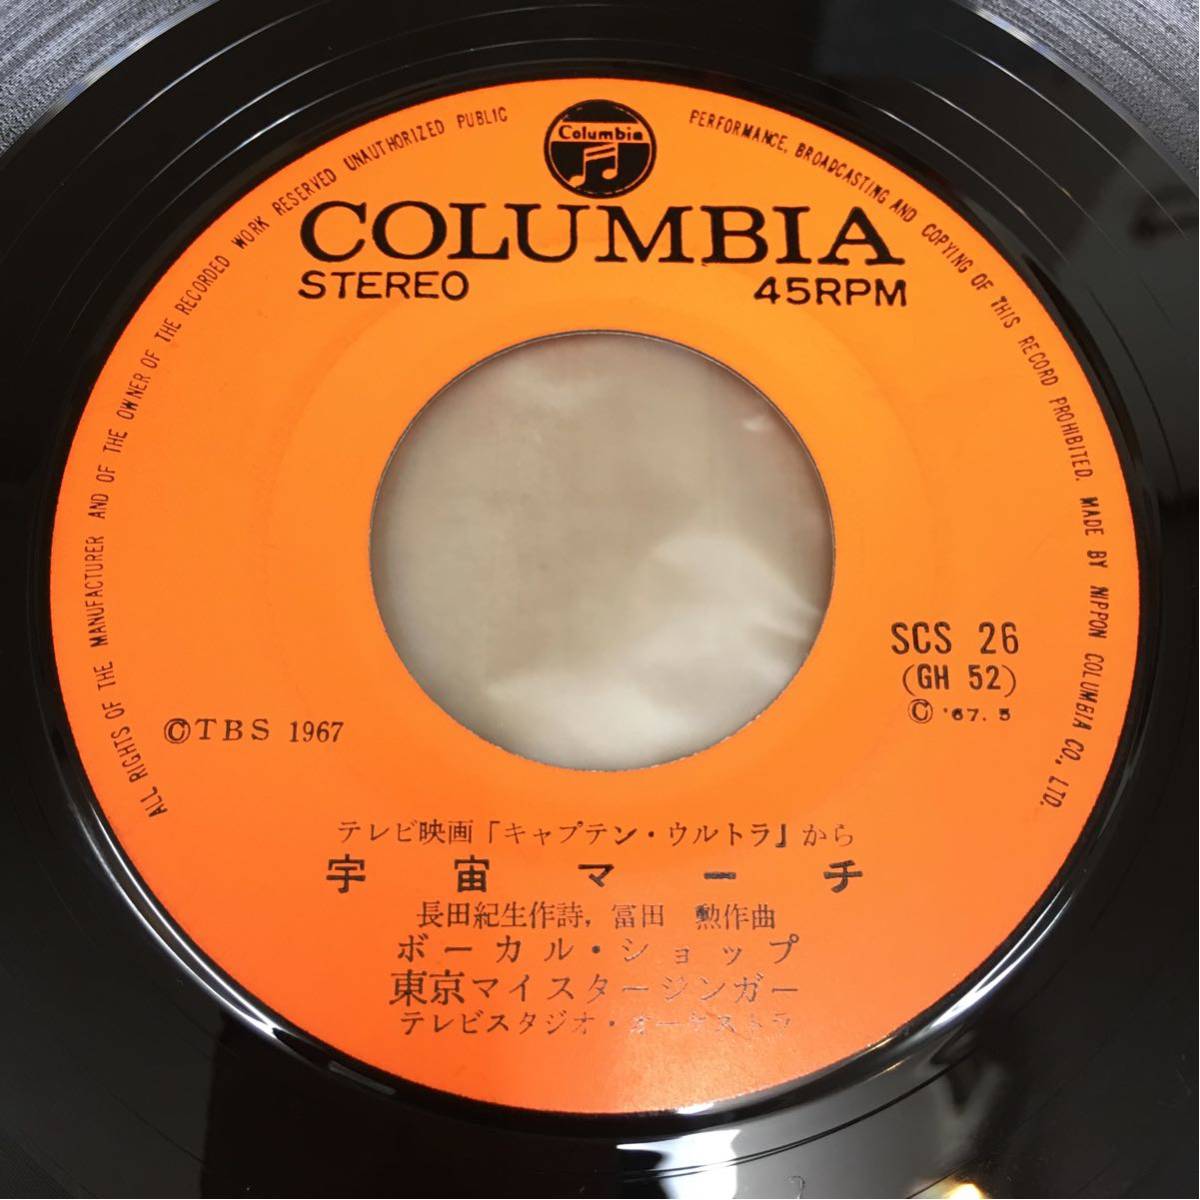 ALL RIGHTS OF THE MANUFACTURER AND OF THE OWNER OF THE RECORDED WORK RESERVED UNAUTHORIZED PUBLIC PERFORMANCE, BROADCASTING AND COPYING OF THIS RECORD PROHIBITED. MADE BY NIPPON COLUMBIA CO., LTD.
Columbia
COLUMBIA
STEREO 45RPM
SCS 26
(GH 52)
Ⓒ '67.5
ⒸTBS 1967
テレビ映画「キャプテン・ウルトラ」から
宇宙マーチ
長田紀生作詩, 冨田 勲作曲
ボーカル・ショップ
東京マイスタージンガー
テレビスタジオ・オーケストラ